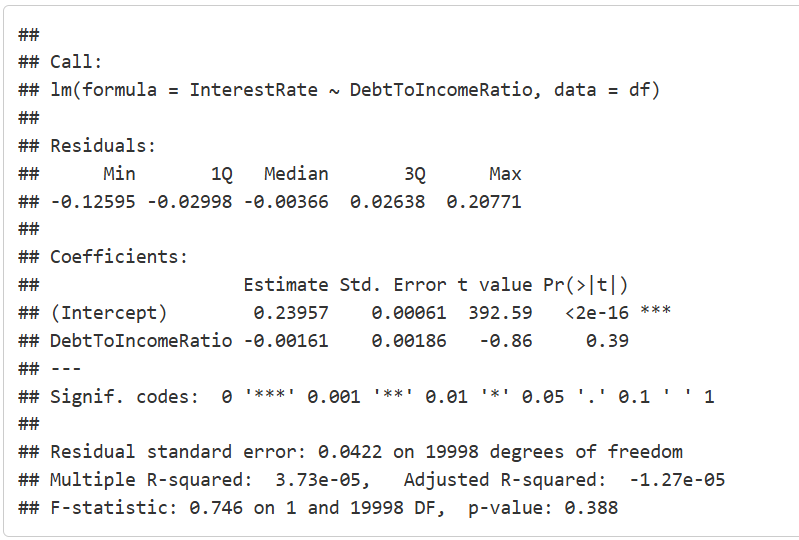 ##
## Call:
## lm(formula = InterestRate ~ DebtToIncomeRatio, data = df)
##
## Residuals:
##      Min       1Q   Median       3Q      Max
## -0.12595 -0.02998 -0.00366  0.02638  0.20771
##
## Coefficients:
##                   Estimate Std. Error t value Pr(>|t|)
## (Intercept)        0.23957    0.00061  392.59   <2e-16 ***
## DebtToIncomeRatio -0.00161    0.00186   -0.86     0.39
## ---
## Signif. codes:  0 '***' 0.001 '**' 0.01 '*' 0.05 '.' 0.1 ' ' 1
##
## Residual standard error: 0.0422 on 19998 degrees of freedom
## Multiple R-squared:  3.73e-05,   Adjusted R-squared:  -1.27e-05
## F-statistic: 0.746 on 1 and 19998 DF,  p-value: 0.388